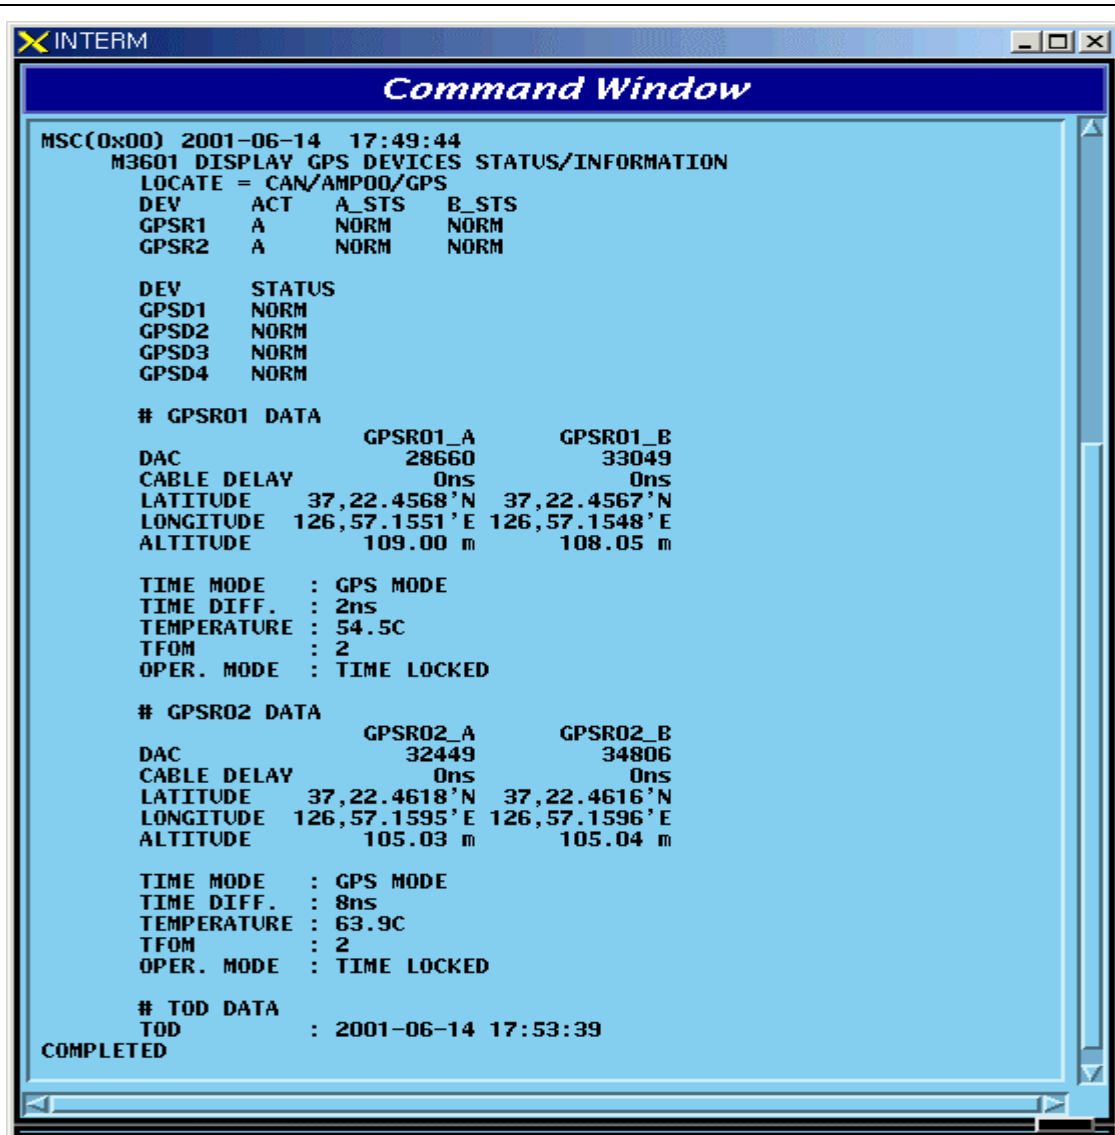 INTERM
Command Window
MSC(0x00) 2001-06-14 17:49:44
M3601 DISPLAY GPS DEVICES STATUS/INFORMATION
LOCATE = CAN/AMP00/GPS
DEV ACT A_STS B_STS
GPSR1 A NORM NORM
GPSR2 A NORM NORM
DEV STATUS
GPSD1 NORM
GPSD2 NORM
GPSD3 NORM
GPSD4 NORM
# GPSR01 DATA
GPSR01_A GPSR01_B
DAC 28660 33049
CABLE DELAY 0ns 0ns
LATITUDE 37,22.4568'N 37,22.4567'N
LONGITUDE 126,57.1551'E 126,57.1548'E
ALTITUDE 109.00 m 108.05 m
TIME MODE : GPS MODE
TIME DIFF. : 2ns
TEMPERATURE : 54.5C
TFOM : 2
OPER. MODE : TIME LOCKED
# GPSR02 DATA
GPSR02_A GPSR02_B
DAC 32449 34806
CABLE DELAY 0ns 0ns
LATITUDE 37,22.4618'N 37,22.4616'N
LONGITUDE 126,57.1595'E 126,57.1596'E
ALTITUDE 105.03 m 105.04 m
TIME MODE : GPS MODE
TIME DIFF. : 8ns
TEMPERATURE : 63.9C
TFOM : 2
OPER. MODE : TIME LOCKED
# TOD DATA
TOD : 2001-06-14 17:53:39
COMPLETED